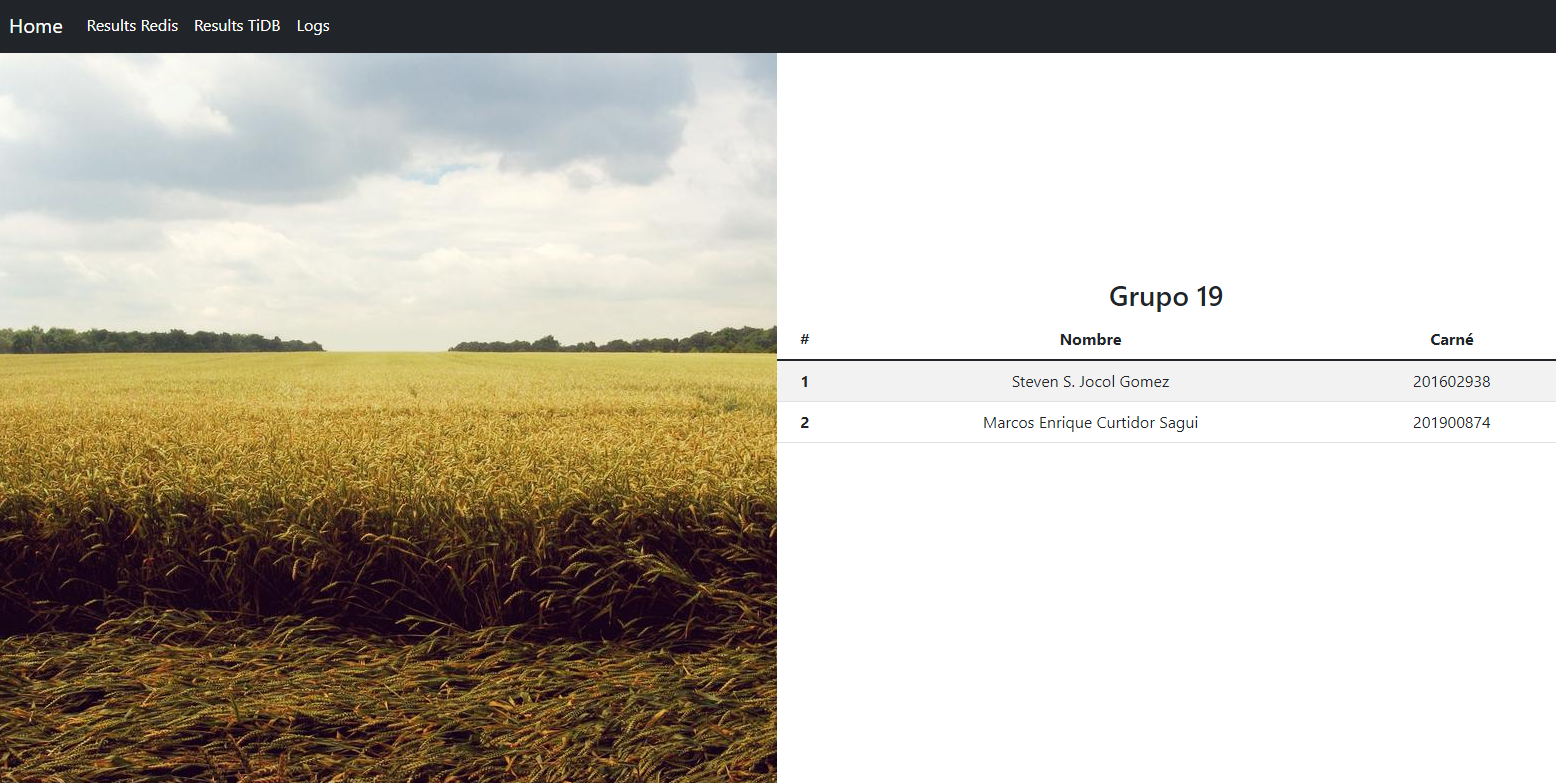 Home Results Redis Results TiDB Logs
Grupo 19
# Nombre Carné
1 Steven S. Jocol Gomez 201602938
2 Marcos Enrique Curtidor Sagui 201900874